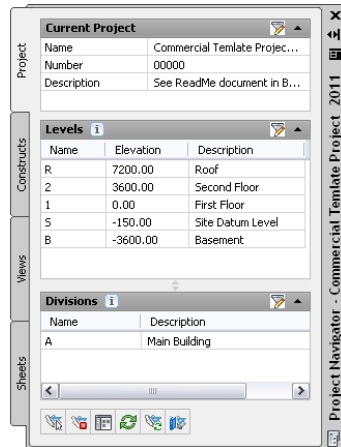 Current Project
Name Commercial Temlate Projec...
Number 00000
Description See ReadMe document in B...
Levels i
Name Elevation Description
R 7200.00 Roof
2 3600.00 Second Floor
1 0.00 First Floor
S -150.00 Site Datum Level
B -3600.00 Basement
Divisions i
Name Description
A Main Building
Project
Constructs
Views
Sheets
Project Navigator - Commercial Temlate Project 2011